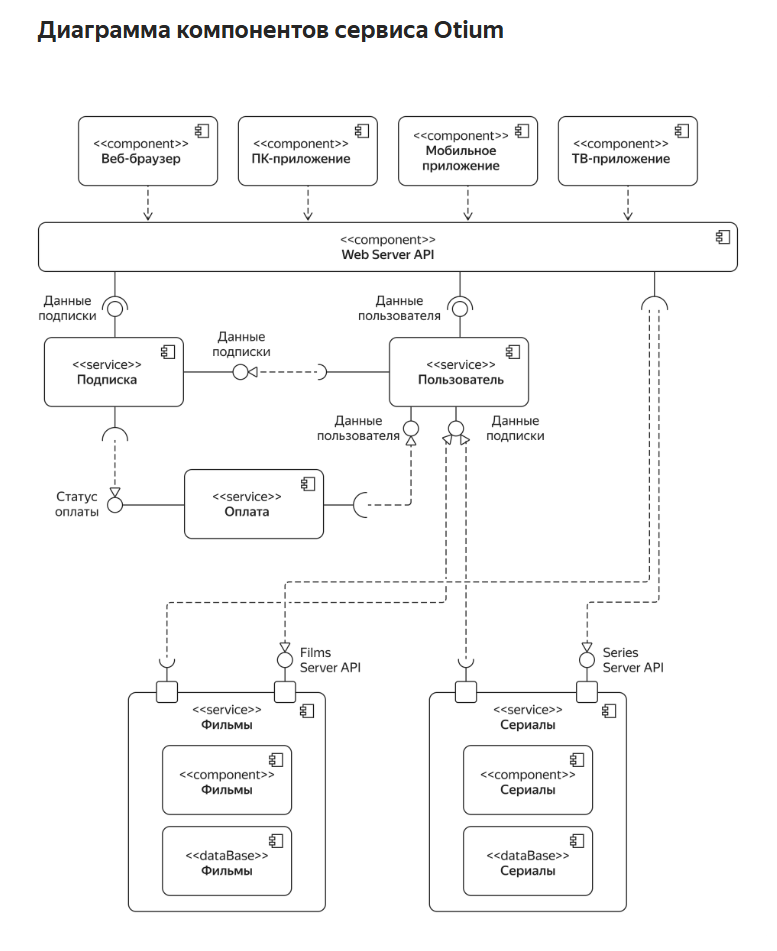 Диаграмма компонентов сервиса Otium
<<component>>
Веб-браузер
<<component>>
ПК-приложение
<<component>>
Мобильное
приложение
<<component>>
ТВ-приложение
<<component>>
Web Server API
Данные
подписки
Данные
пользователя
<<service>>
Подписка
Данные
подписки
<<service>>
Пользователь
Данные
пользователя
Данные
подписки
Статус
оплаты
<<service>>
Оплата
Films
Server API
Series
Server API
<<service>>
Фильмы
<<component>>
Фильмы
<<dataBase>>
Фильмы
<<service>>
Сериалы
<<component>>
Сериалы
<<dataBase>>
Сериалы